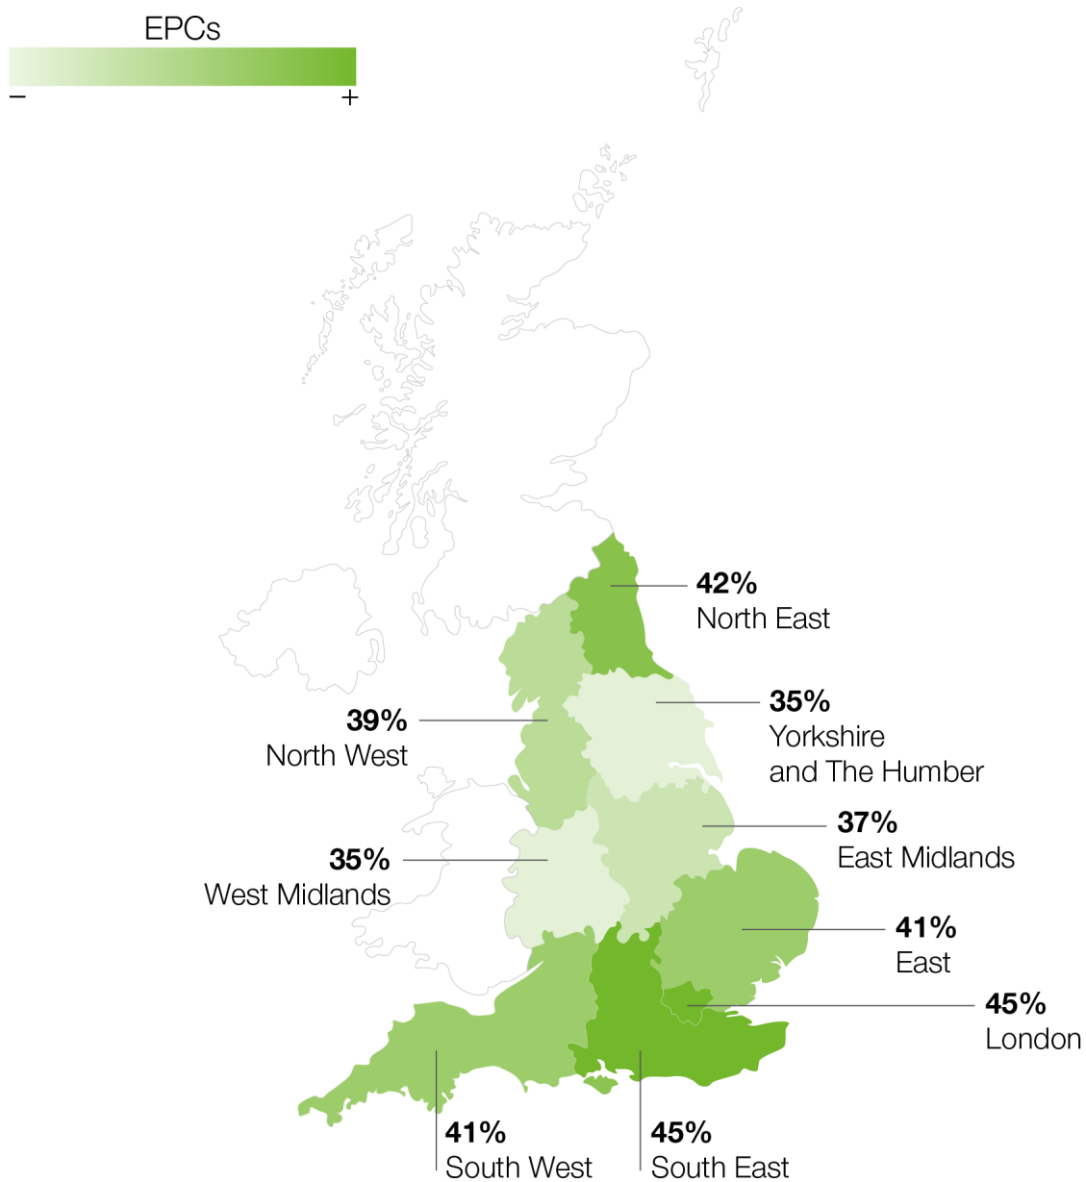 EPCs
− +
42%
North East
35%
Yorkshire
and The Humber
39%
North West
37%
East Midlands
35%
West Midlands
41%
East
45%
London
41%
South West
45%
South East